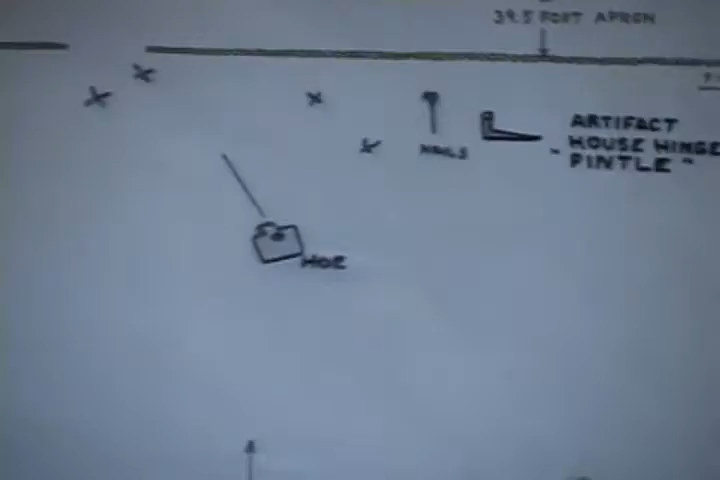 39.5 FOOT APRON
NAILS
ARTIFACT
HOUSE HINGE
"PINTLE"
HOE